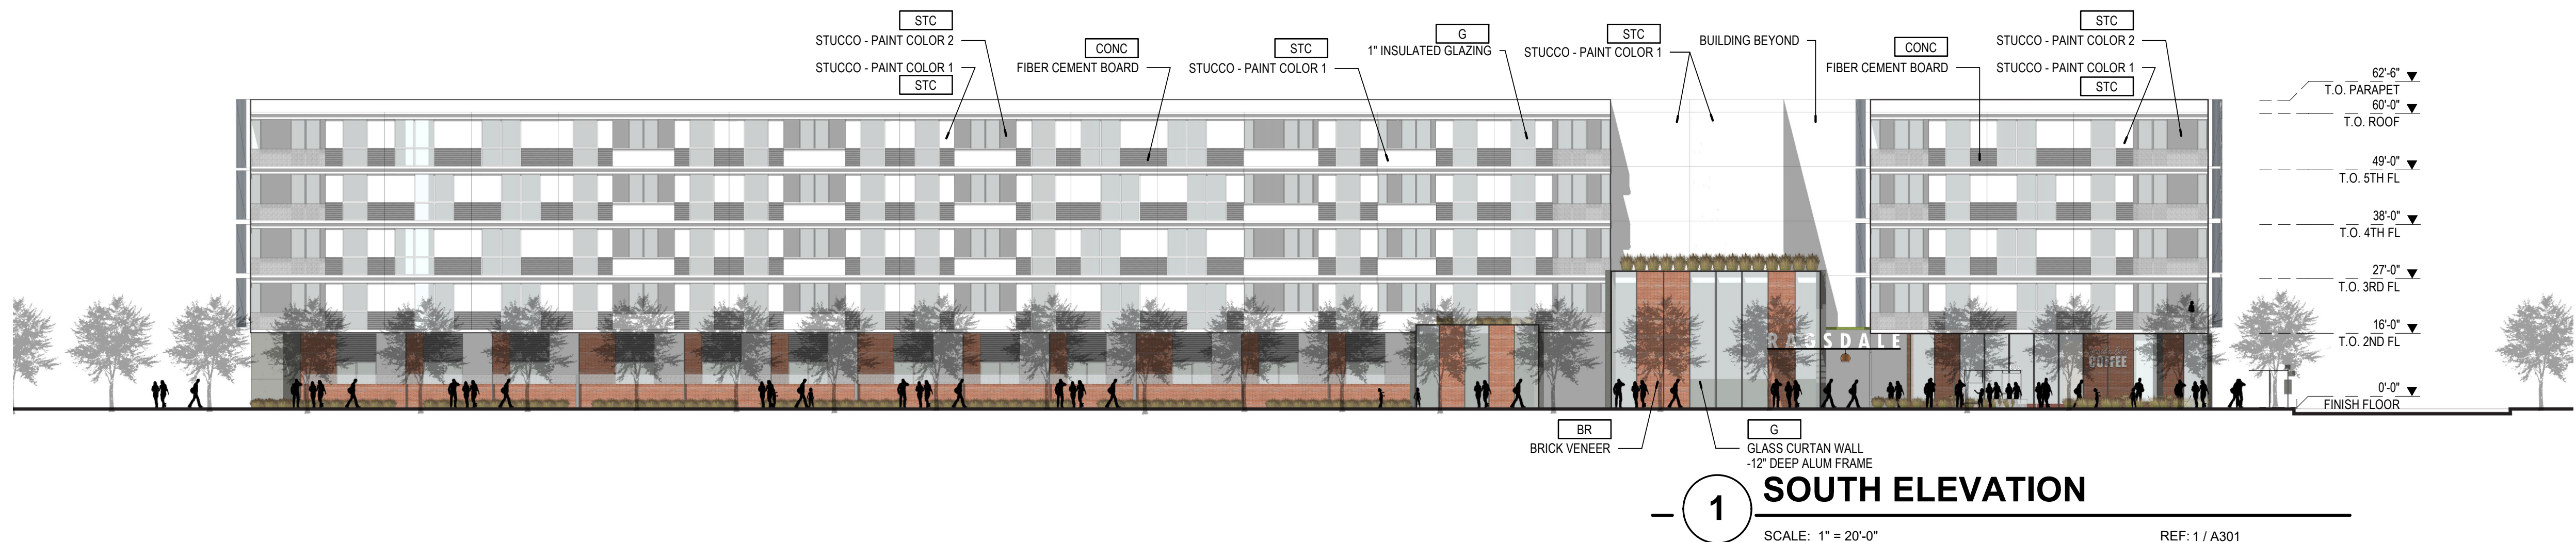 STC
STUCCO - PAINT COLOR 2
STUCCO - PAINT COLOR 1
STC
CONC
FIBER CEMENT BOARD
STC
STUCCO - PAINT COLOR 1
G
1" INSULATED GLAZING
STC
STUCCO - PAINT COLOR 1
BUILDING BEYOND
CONC
FIBER CEMENT BOARD
STC
STUCCO - PAINT COLOR 2
STUCCO - PAINT COLOR 1
STC
62'-6"
T.O. PARAPET
60'-0"
T.O. ROOF
49'-0"
T.O. 5TH FL
38'-0"
T.O. 4TH FL
27'-0"
T.O. 3RD FL
16'-0"
T.O. 2ND FL
0'-0"
FINISH FLOOR
RAGSDALE
COFFEE
BR
BRICK VENEER
G
GLASS CURTAN WALL
-12" DEEP ALUM FRAME
1
SOUTH ELEVATION
SCALE: 1" = 20'-0"
REF: 1 / A301